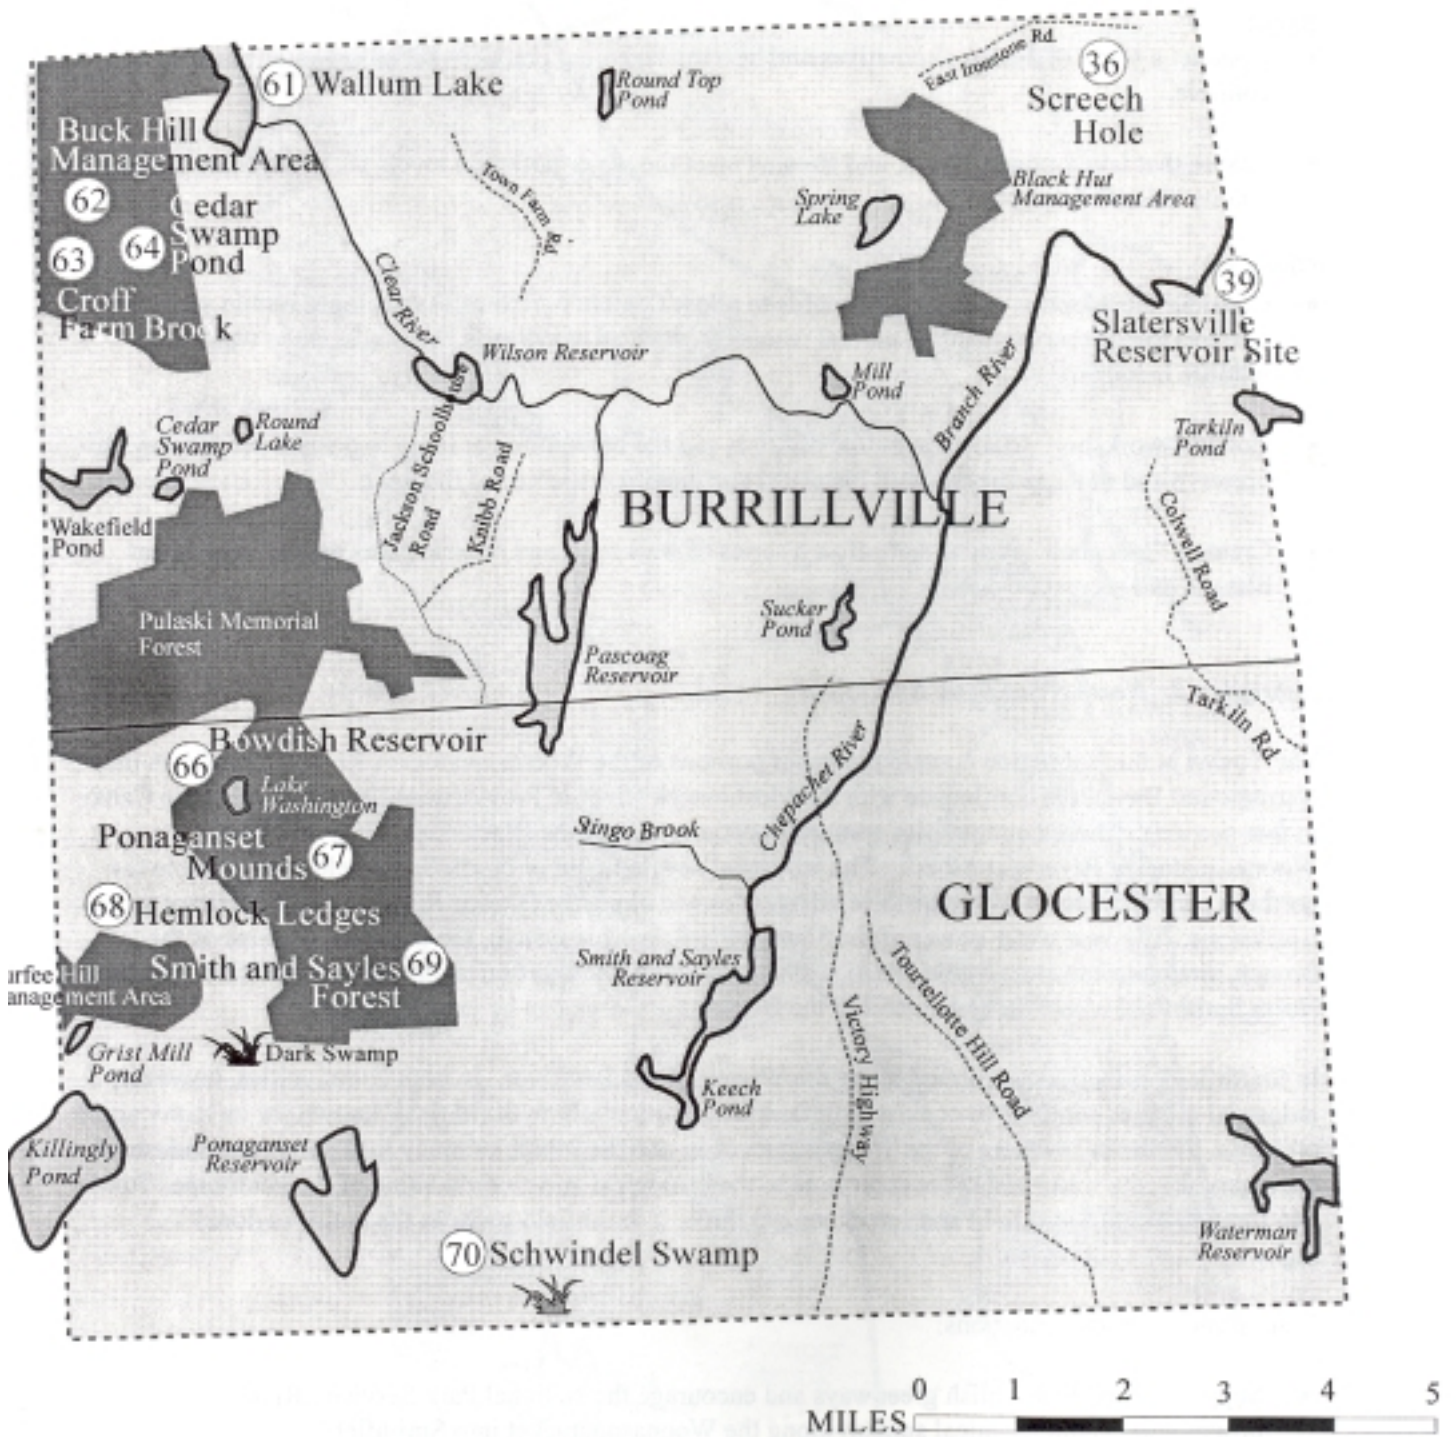 East Ironstone Rd.
36
Screech
Hole
61 Wallum Lake
Round Top
Pond
Buck Hill
Management Area
62
Cedar
Swamp
Pond
63
64
Croff
Farm Brook
Town Farm Rd.
Spring
Lake
Black Hut
Management Area
39
Slatersville
Reservoir Site
Clear River
Wilson Reservoir
Mill
Pond
Branch River
Tarkiln
Pond
Cedar
Swamp
Pond
Round
Lake
Wakefield
Pond
Jackson Schoolhouse
Road
Knibb Road
BURRILLVILLE
Colwell Road
Pulaski Memorial
Forest
Sucker
Pond
Pascoag
Reservoir
Tarkiln Rd.
Bowdish Reservoir
66
Lake
Washington
Chepachet River
Stingo Brook
Ponaganset
Mounds 67
68 Hemlock Ledges
GLOCESTER
urfee Hill
anagement Area
Smith and Sayles 69
Forest
Smith and Sayles
Reservoir
Tourtellotte Hill Road
Victory Highway
Grist Mill
Pond
Dark Swamp
Keech
Pond
Killingly
Pond
Ponaganset
Reservoir
Waterman
Reservoir
70 Schwindel Swamp
0 1 2 3 4 5
MILES